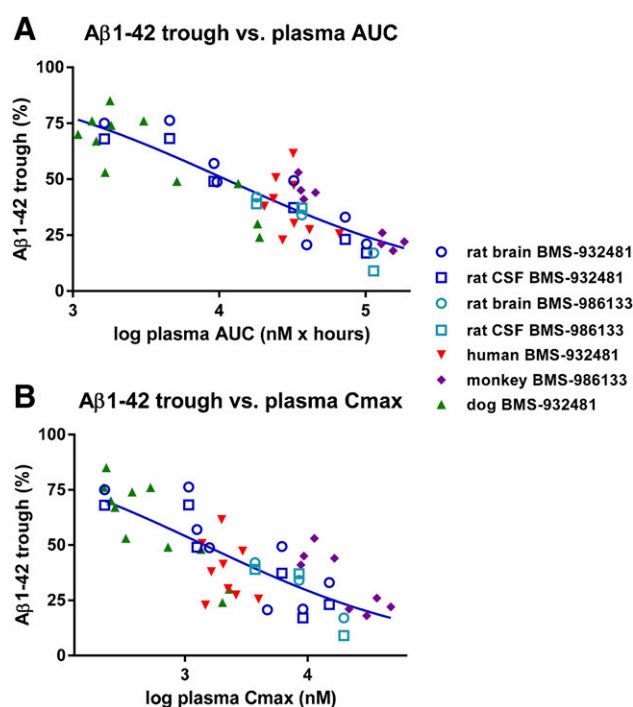 A
Aβ1-42 trough vs. plasma AUC
Aβ1-42 trough (%)
100
75
50
25
0
3
4
5
log plasma AUC (nM x hours)
rat brain BMS-932481
rat CSF BMS-932481
rat brain BMS-986133
rat CSF BMS-986133
human BMS-932481
monkey BMS-986133
dog BMS-932481
B
Aβ1-42 trough vs. plasma Cmax
Aβ1-42 trough (%)
100
75
50
25
0
3
4
log plasma Cmax (nM)